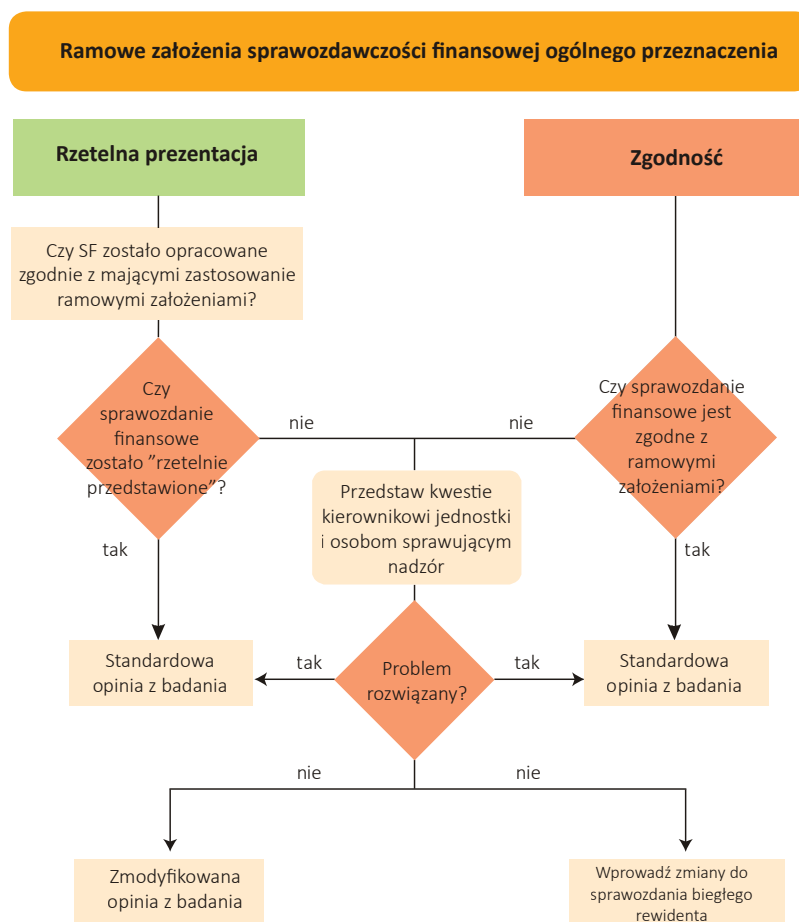 Ramowe założenia sprawozdawczości finansowej ogólnego przeznaczenia
Rzetelna prezentacja
Zgodność
Czy SF zostało opracowane
zgodnie z mającymi zastosowanie
ramowymi założeniami?
Czy
sprawozdanie
finansowe
zostało ”rzetelnie
przedstawione”?
nie
nie
Czy sprawozdanie
finansowe jest
zgodne z
ramowymi
założeniami?
Przedstaw kwestie
kierownikowi jednostki
i osobom sprawującym
nadzór
tak
tak
Standardowa
opinia z badania
tak
Problem
rozwiązany?
tak
Standardowa
opinia z badania
nie
nie
Zmodyfikowana
opinia z badania
Wprowadź zmiany do
sprawozdania biegłego
rewidenta